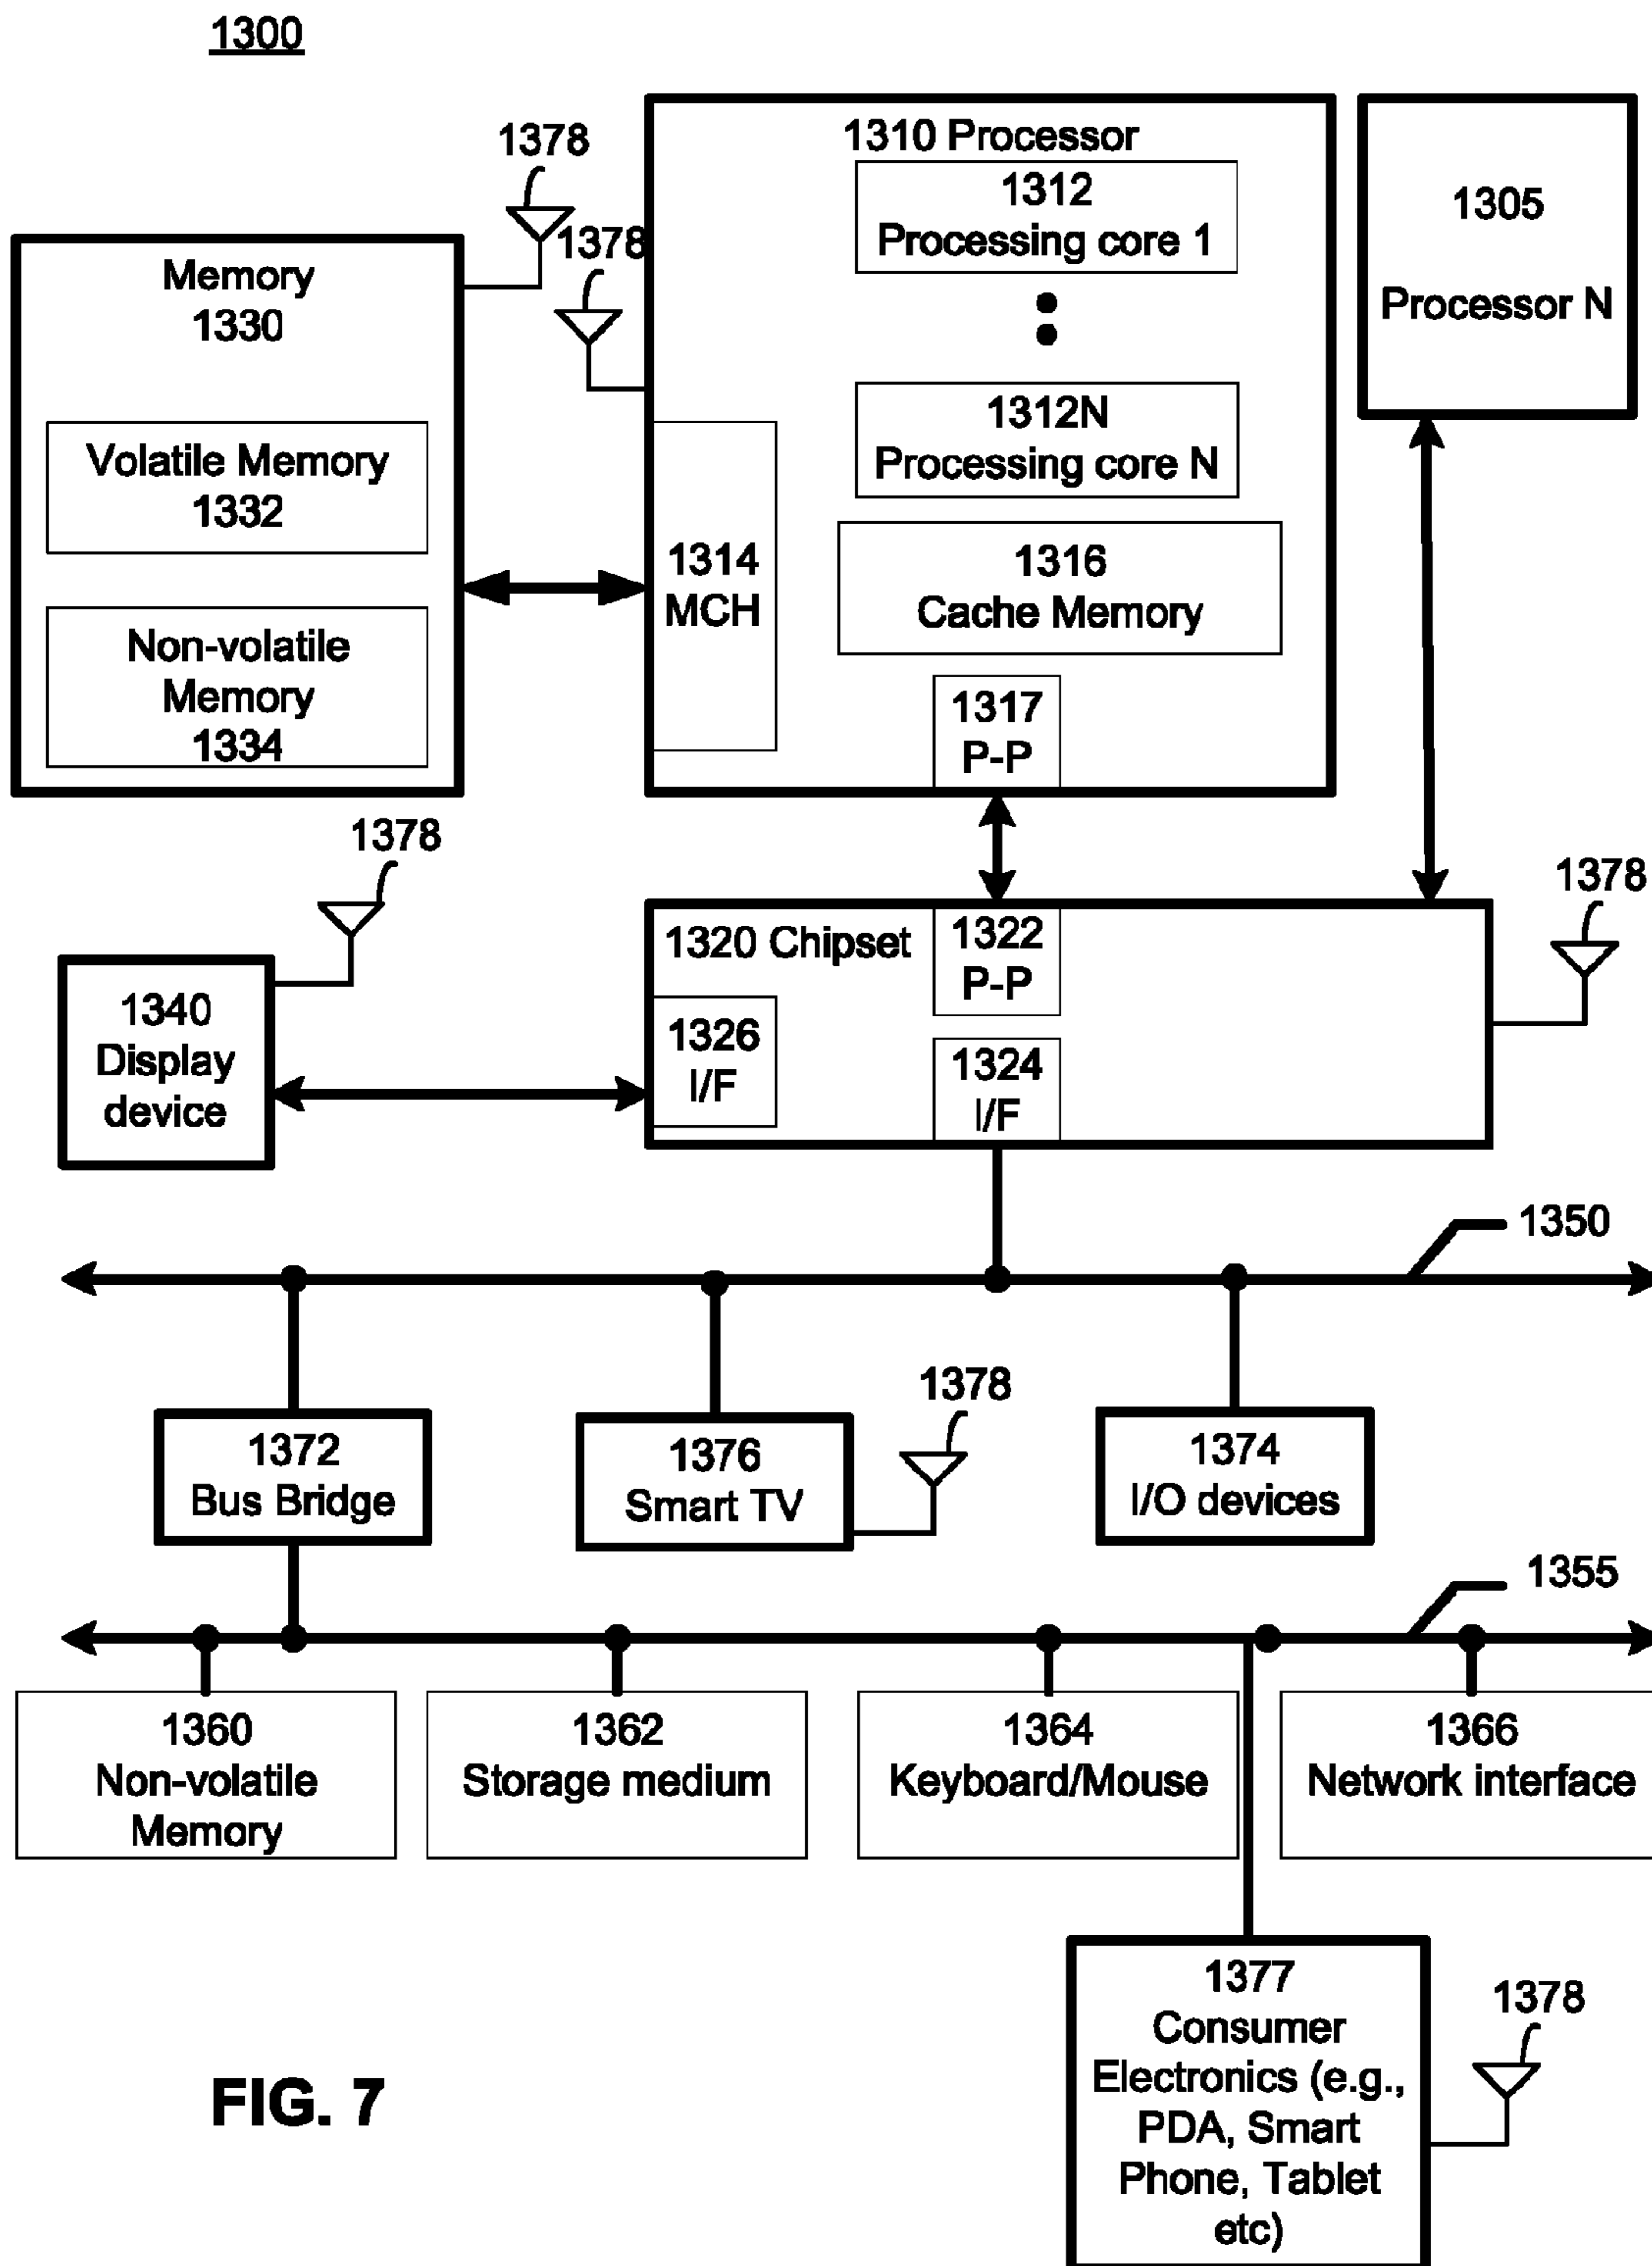 1300
1378
1378
1310 Processor
1312
Processing core 1
1305
Processor N
Memory
1330
1312N
Processing core N
Volatile Memory
1332
1314
MCH
1316
Cache Memory
Non-volatile
Memory
1334
1317
P-P
1378
1378
1320 Chipset
1322
P-P
1340
Display
device
1326
I/F
1324
I/F
1350
1378
1372
Bus Bridge
1376
Smart TV
1374
I/O devices
1355
1360
Non-volatile
Memory
1362
Storage medium
1364
Keyboard/Mouse
1366
Network interface
1377
Consumer
Electronics (e.g.,
PDA, Smart
Phone, Tablet
etc)
1378
FIG. 7